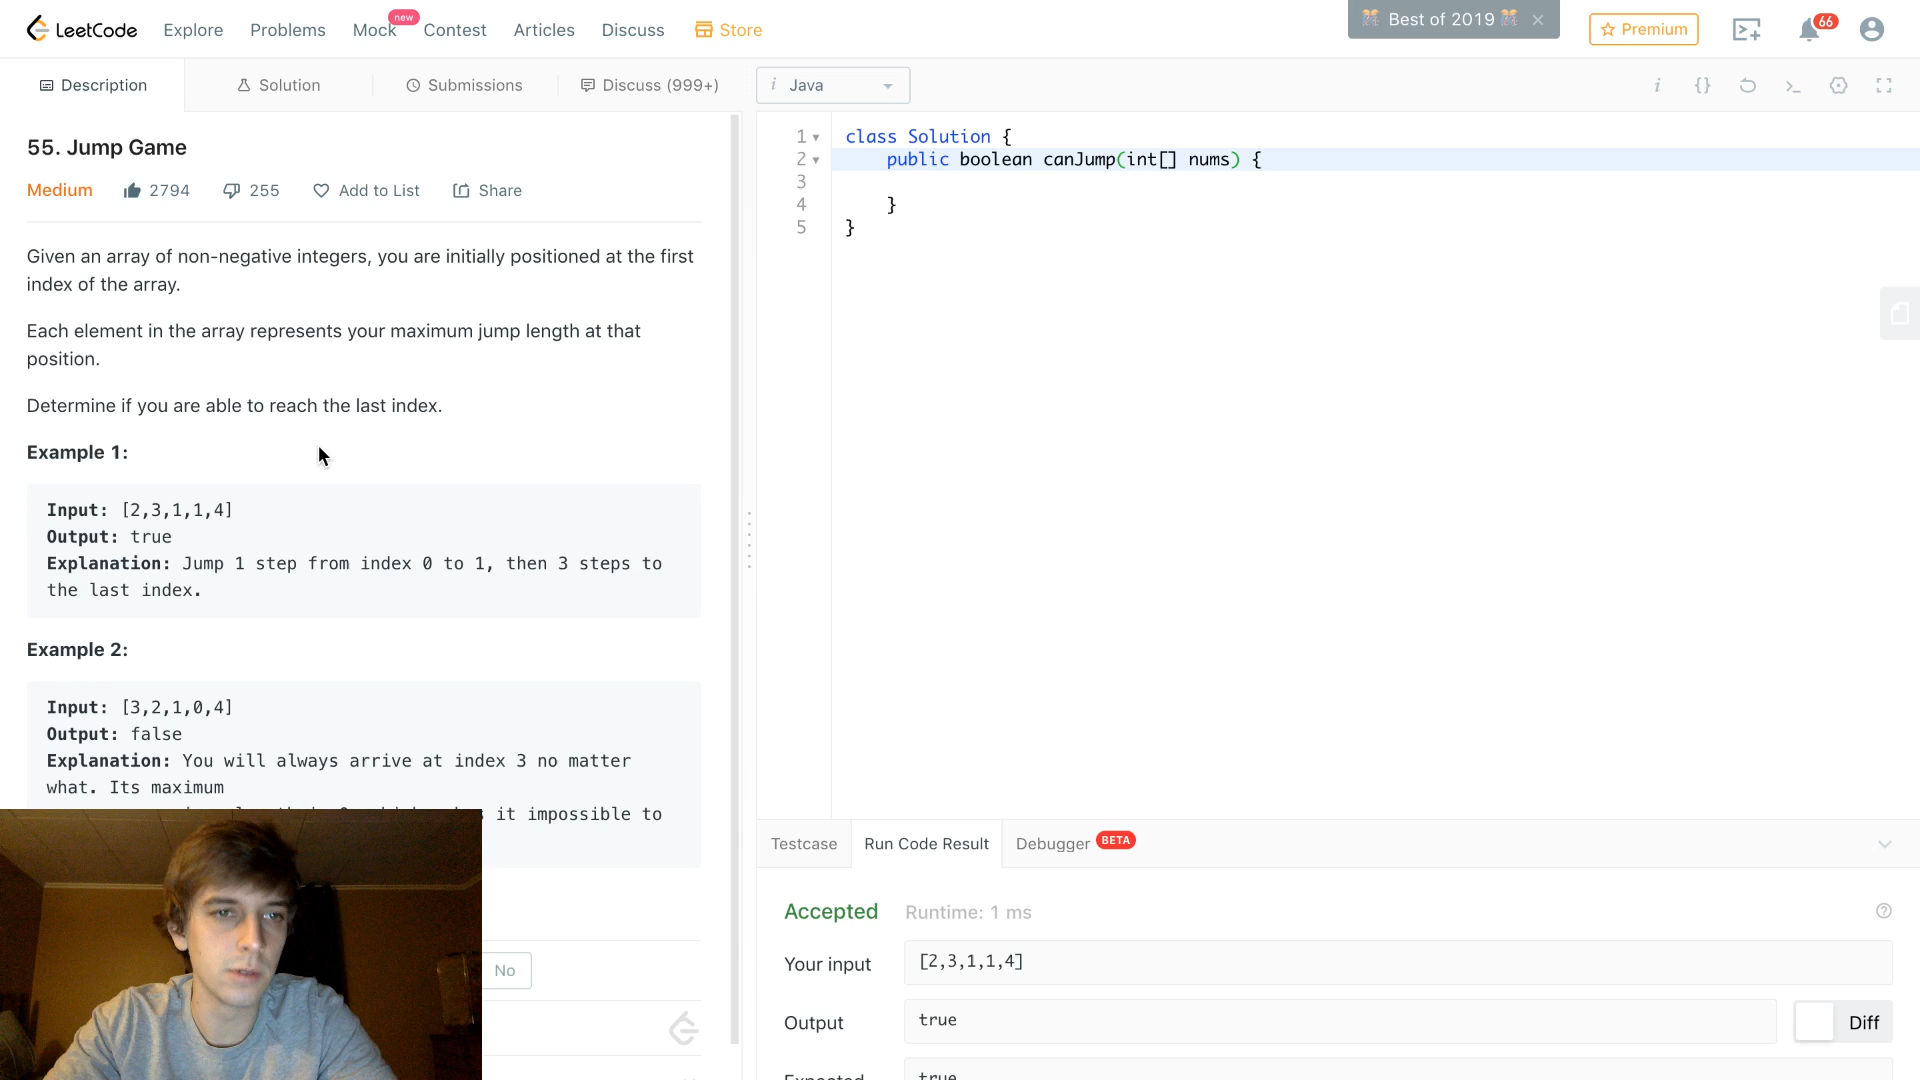 LeetCode Explore Problems Mock new Contest Articles Discuss Store Best of 2019 Premium 66
Description Solution Submissions Discuss (999+) i Java
55. Jump Game
Medium 2794 255 Add to List Share
Given an array of non-negative integers, you are initially positioned at the first
index of the array.
Each element in the array represents your maximum jump length at that
position.
Determine if you are able to reach the last index.
Example 1:
Input: [2,3,1,1,4]
Output: true
Explanation: Jump 1 step from index 0 to 1, then 3 steps to
the last index.
Example 2:
Input: [3,2,1,0,4]
Output: false
Explanation: You will always arrive at index 3 no matter
what. Its maximum
it impossible to
No
1 class Solution {
2 public boolean canJump(int[] nums) {
3
4 }
5 }
Testcase Run Code Result Debugger BETA
Accepted Runtime: 1 ms
Your input [2,3,1,1,4]
Output true Diff
Expected true